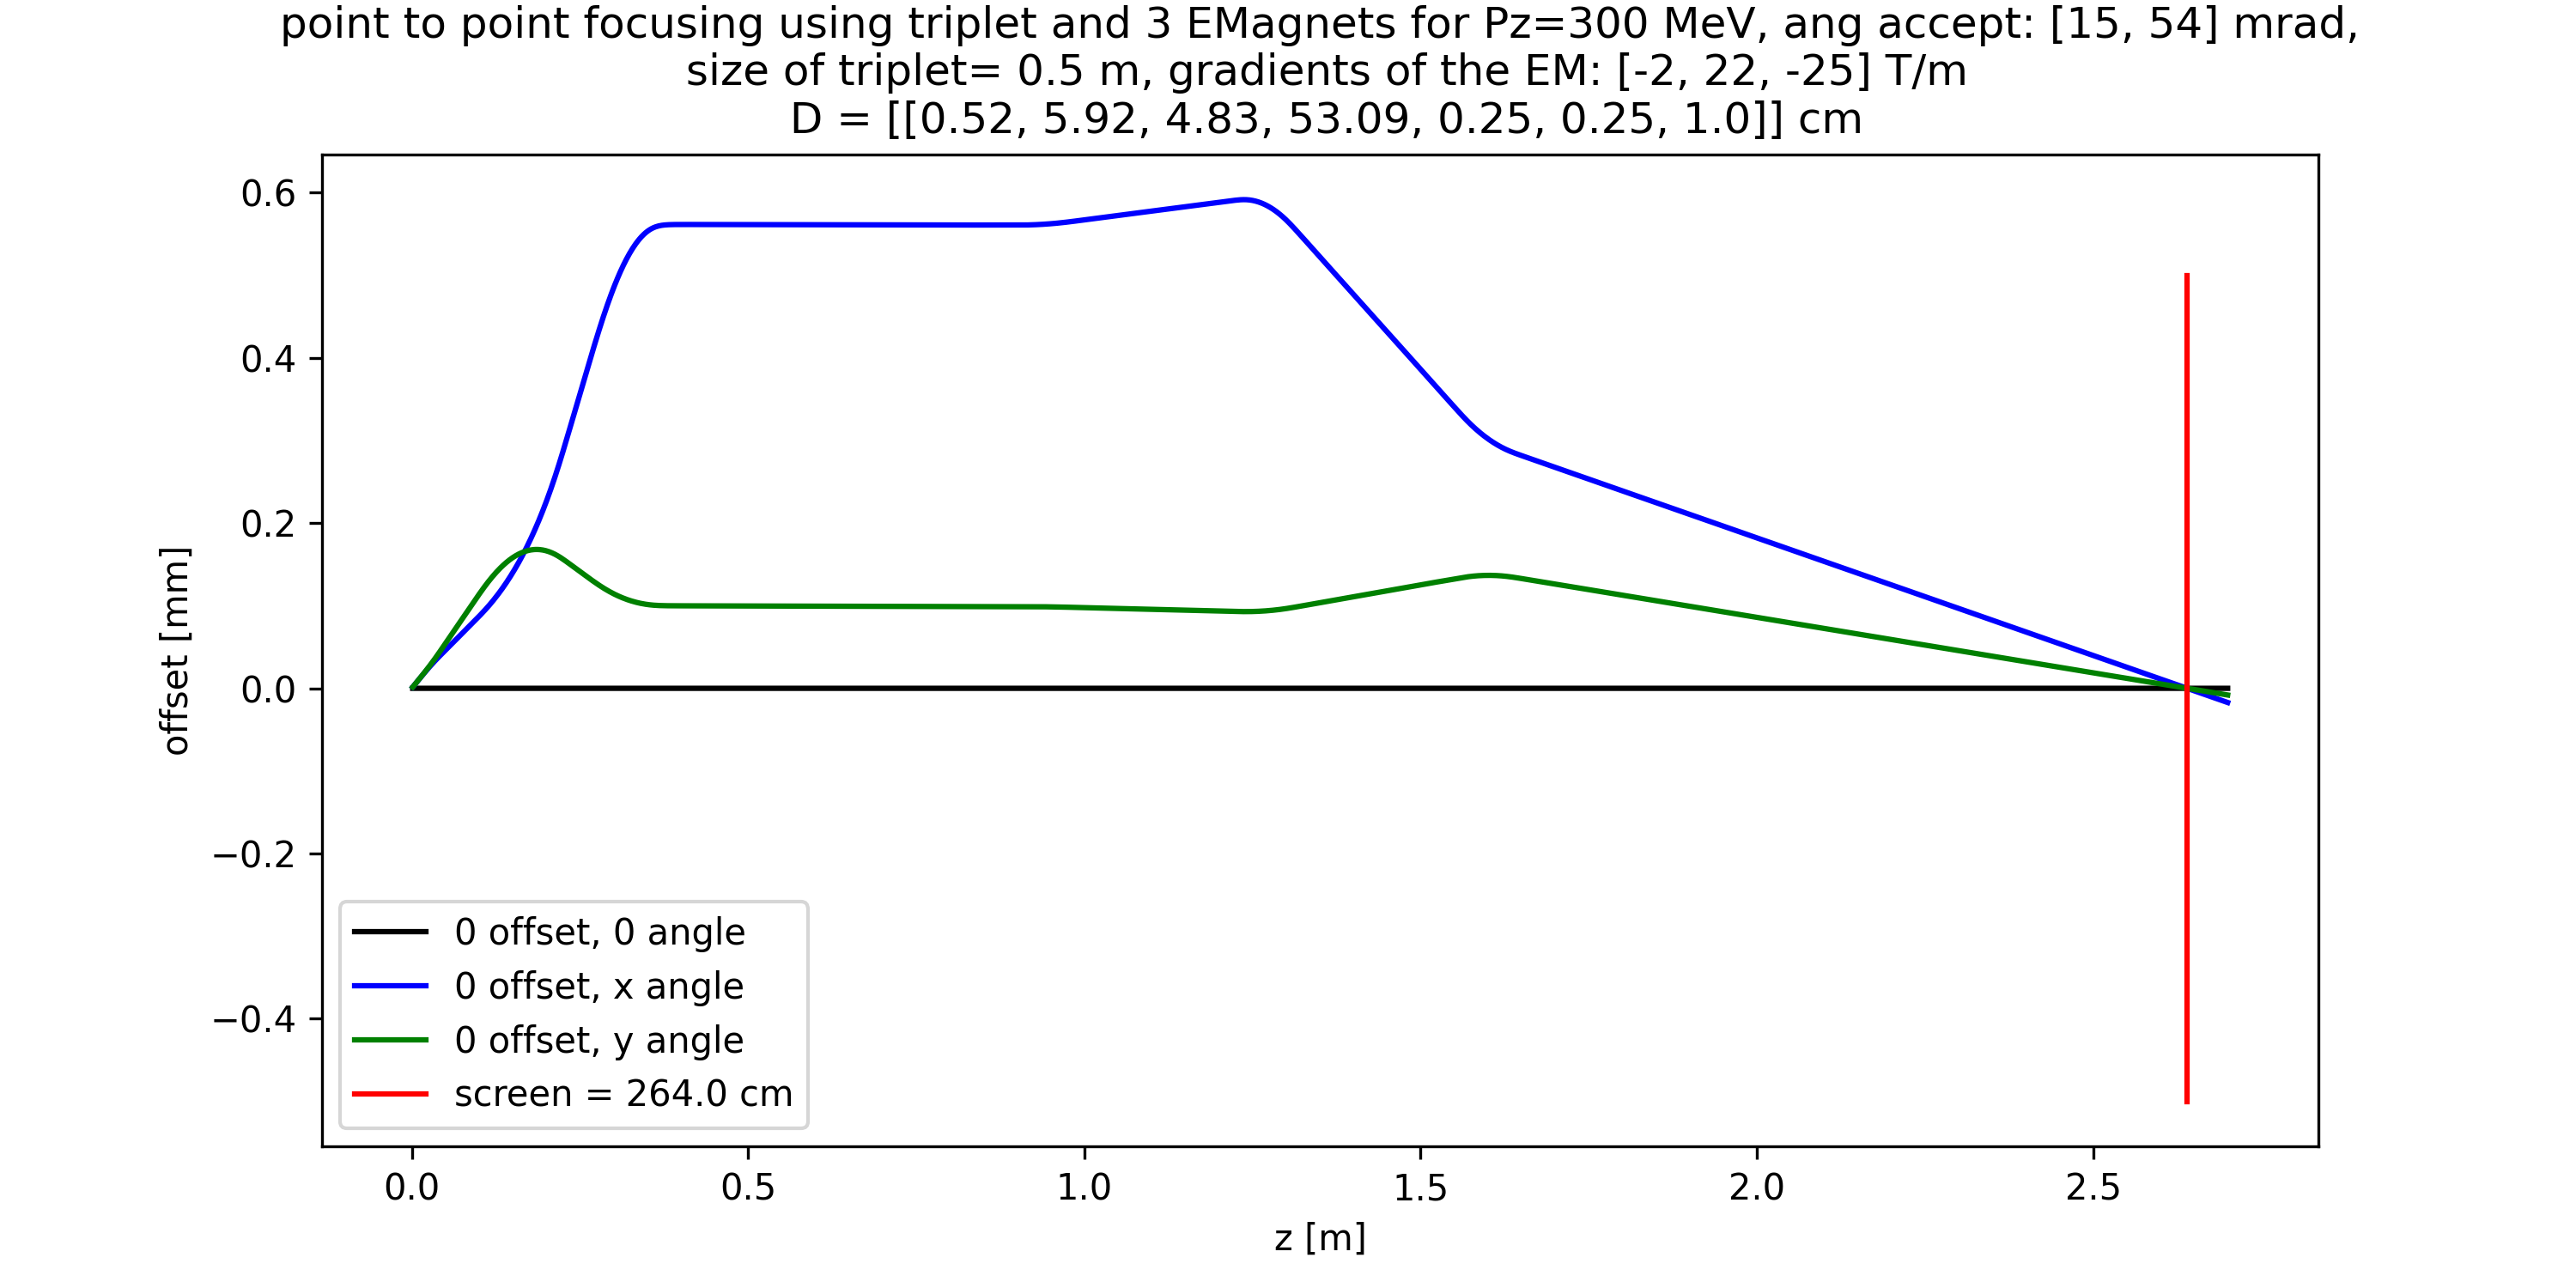 point to point focusing using triplet and 3 EMagnets for Pz=300 MeV, ang accept: [15, 54] mrad,
size of triplet= 0.5 m, gradients of the EM: [-2, 22, -25] T/m
D = [[0.52, 5.92, 4.83, 53.09, 0.25, 0.25, 1.0]] cm
0.6
0.4
0.2
0.0
−0.2
−0.4
offset [mm]
0 offset, 0 angle
0 offset, x angle
0 offset, y angle
screen = 264.0 cm
0.0 0.5 1.0 1.5 2.0 2.5
z [m]